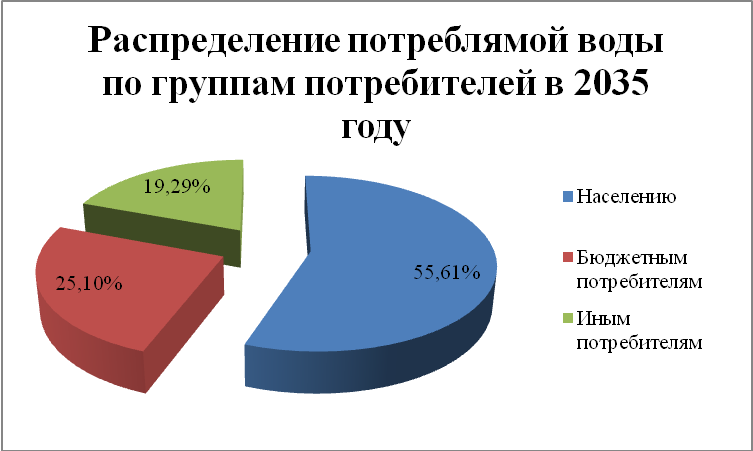 Распределение потреблямой воды
по группам потребителей в 2035
году
19,29%
55,61%
25,10%
Населению
Бюджетным
потребителям
Иным
потребителям